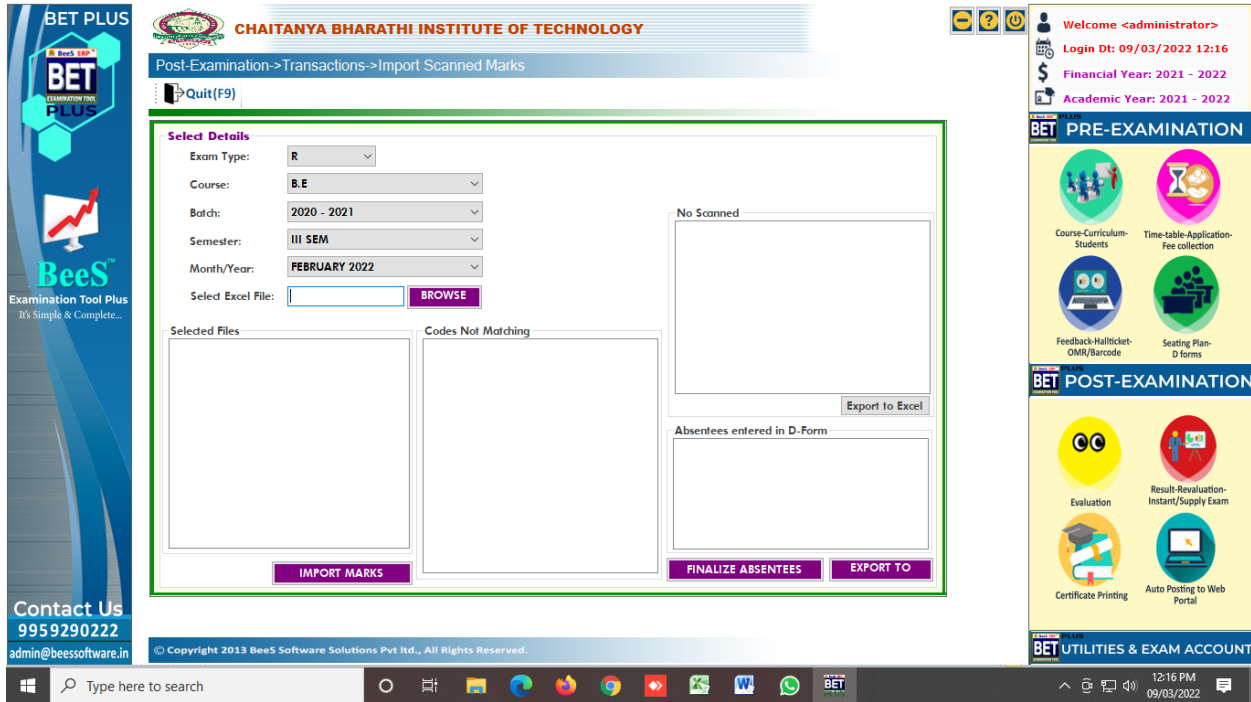 BET PLUS
BeeS ERP
BET
EXAMINATION TOOL
PLUS
BeeS™
Examination Tool Plus
It's Simple & Complete...
Contact Us
9959290222
admin@beessoftware.in
CHAITANYA BHARATHI INSTITUTE OF TECHNOLOGY
Post-Examination->Transactions->Import Scanned Marks
Quit(F9)
Select Details
Exam Type: R
Course: B.E
Batch: 2020 - 2021
Semester: III SEM
Month/Year: FEBRUARY 2022
Select Excel File: BROWSE
Selected Files
Codes Not Matching
No Scanned
Export to Excel
Absentees entered in D-Form
IMPORT MARKS
FINALIZE ABSENTEES
EXPORT TO
© Copyright 2013 BeeS Software Solutions Pvt ltd., All Rights Reserved.
Welcome <administrator>
Login Dt: 09/03/2022 12:16
Financial Year: 2021 - 2022
Academic Year: 2021 - 2022
BET PLUS
PRE-EXAMINATION
Course-Curriculum-
Students
Time-table-Application-
Fee collection
Feedback-Hallticket-
OMR/Barcode
Seating Plan-
D forms
BET PLUS
POST-EXAMINATION
Evaluation
Result-Revaluation-
Instant/Supply Exam
Certificate Printing
Auto Posting to Web
Portal
BET PLUS
UTILITIES & EXAM ACCOUNT
Type here to search
BET
12:16 PM
09/03/2022